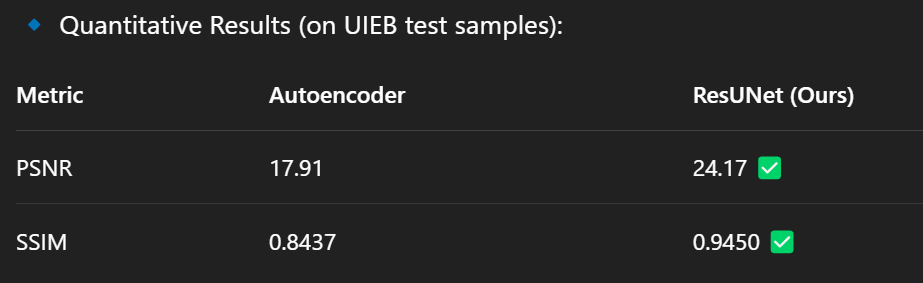 🔹 Quantitative Results (on UIEB test samples):
Metric Autoencoder ResUNet (Ours)
PSNR 17.91 24.17 ✅
SSIM 0.8437 0.9450 ✅